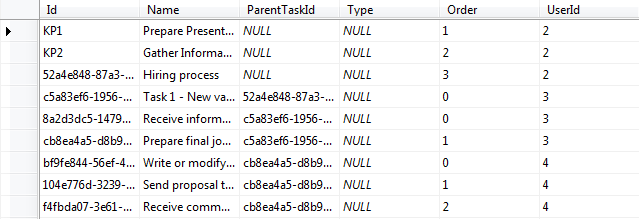 Id Name ParentTaskId Type Order UserId
KP1 Prepare Present... NULL NULL 1 2
KP2 Gather Informa... NULL NULL 2 2
52a4e848-87a3-... Hiring process NULL NULL 3 2
c5a83ef6-1956-... Task 1 - New va... 52a4e848-87a3-... NULL 0 3
8a2d3dc5-1479... Receive inform... c5a83ef6-1956-... NULL 0 3
cb8ea4a5-d8b9... Prepare final jo... c5a83ef6-1956-... NULL 1 3
bf9fe844-56ef-4... Write or modify... cb8ea4a5-d8b9... NULL 0 4
104e776d-3239-... Send proposal t... cb8ea4a5-d8b9... NULL 1 4
f4fbda07-3e61-... Receive comm... cb8ea4a5-d8b9... NULL 2 4